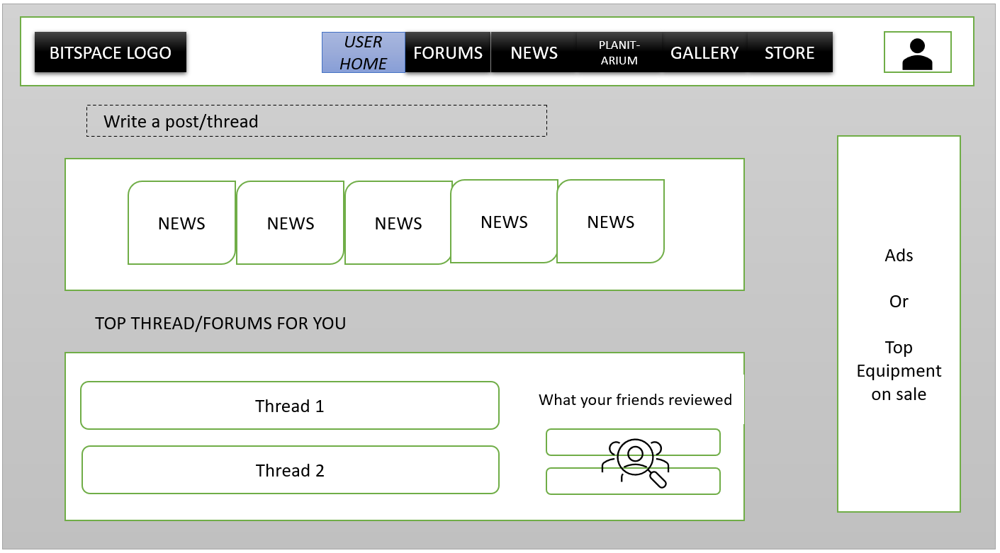 BITSPACE LOGO
USER
HOME
FORUMS
NEWS
PLANIT-
ARIUM
GALLERY
STORE
Write a post/thread
NEWS
NEWS
NEWS
NEWS
NEWS
TOP THREAD/FORUMS FOR YOU
Thread 1
Thread 2
What your friends reviewed
Ads
Or
Top
Equipment
on sale